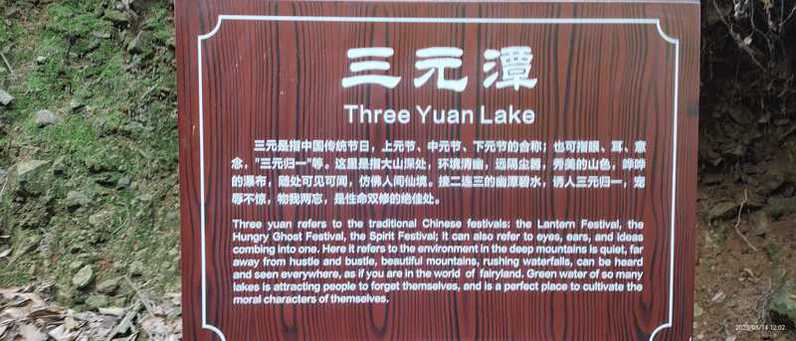 三元潭
Three Yuan Lake
三元是指中国传统节日，上元节、中元节、下元节的合称；也可指眼、耳、意
念，"三元归一"等。这里是指大山深处，环境清幽，远隔尘嚣，秀美的山色，哗哗
的瀑布，随处可见可闻，仿佛人间仙境。接二连三的幽潭碧水，诱人三元归一，宠
辱不惊，物我两忘，是性命双修的绝佳处。
Three yuan refers to the traditional Chinese festivals: the Lantern Festival, the
Hungry Ghost Festival, the Spirit Festival; it can also refer to eyes, ears, and ideas
combing into one. Here it refers to the environment in the deep mountains is quiet, far
away from hustle and bustle, beautiful mountains, rushing waterfalls, can be heard
and seen everywhere, as if you are in the world of fairyland. Green water of so many
lakes is attracting people to forget themselves, and is a perfect place to cultivate the
moral characters of themselves.